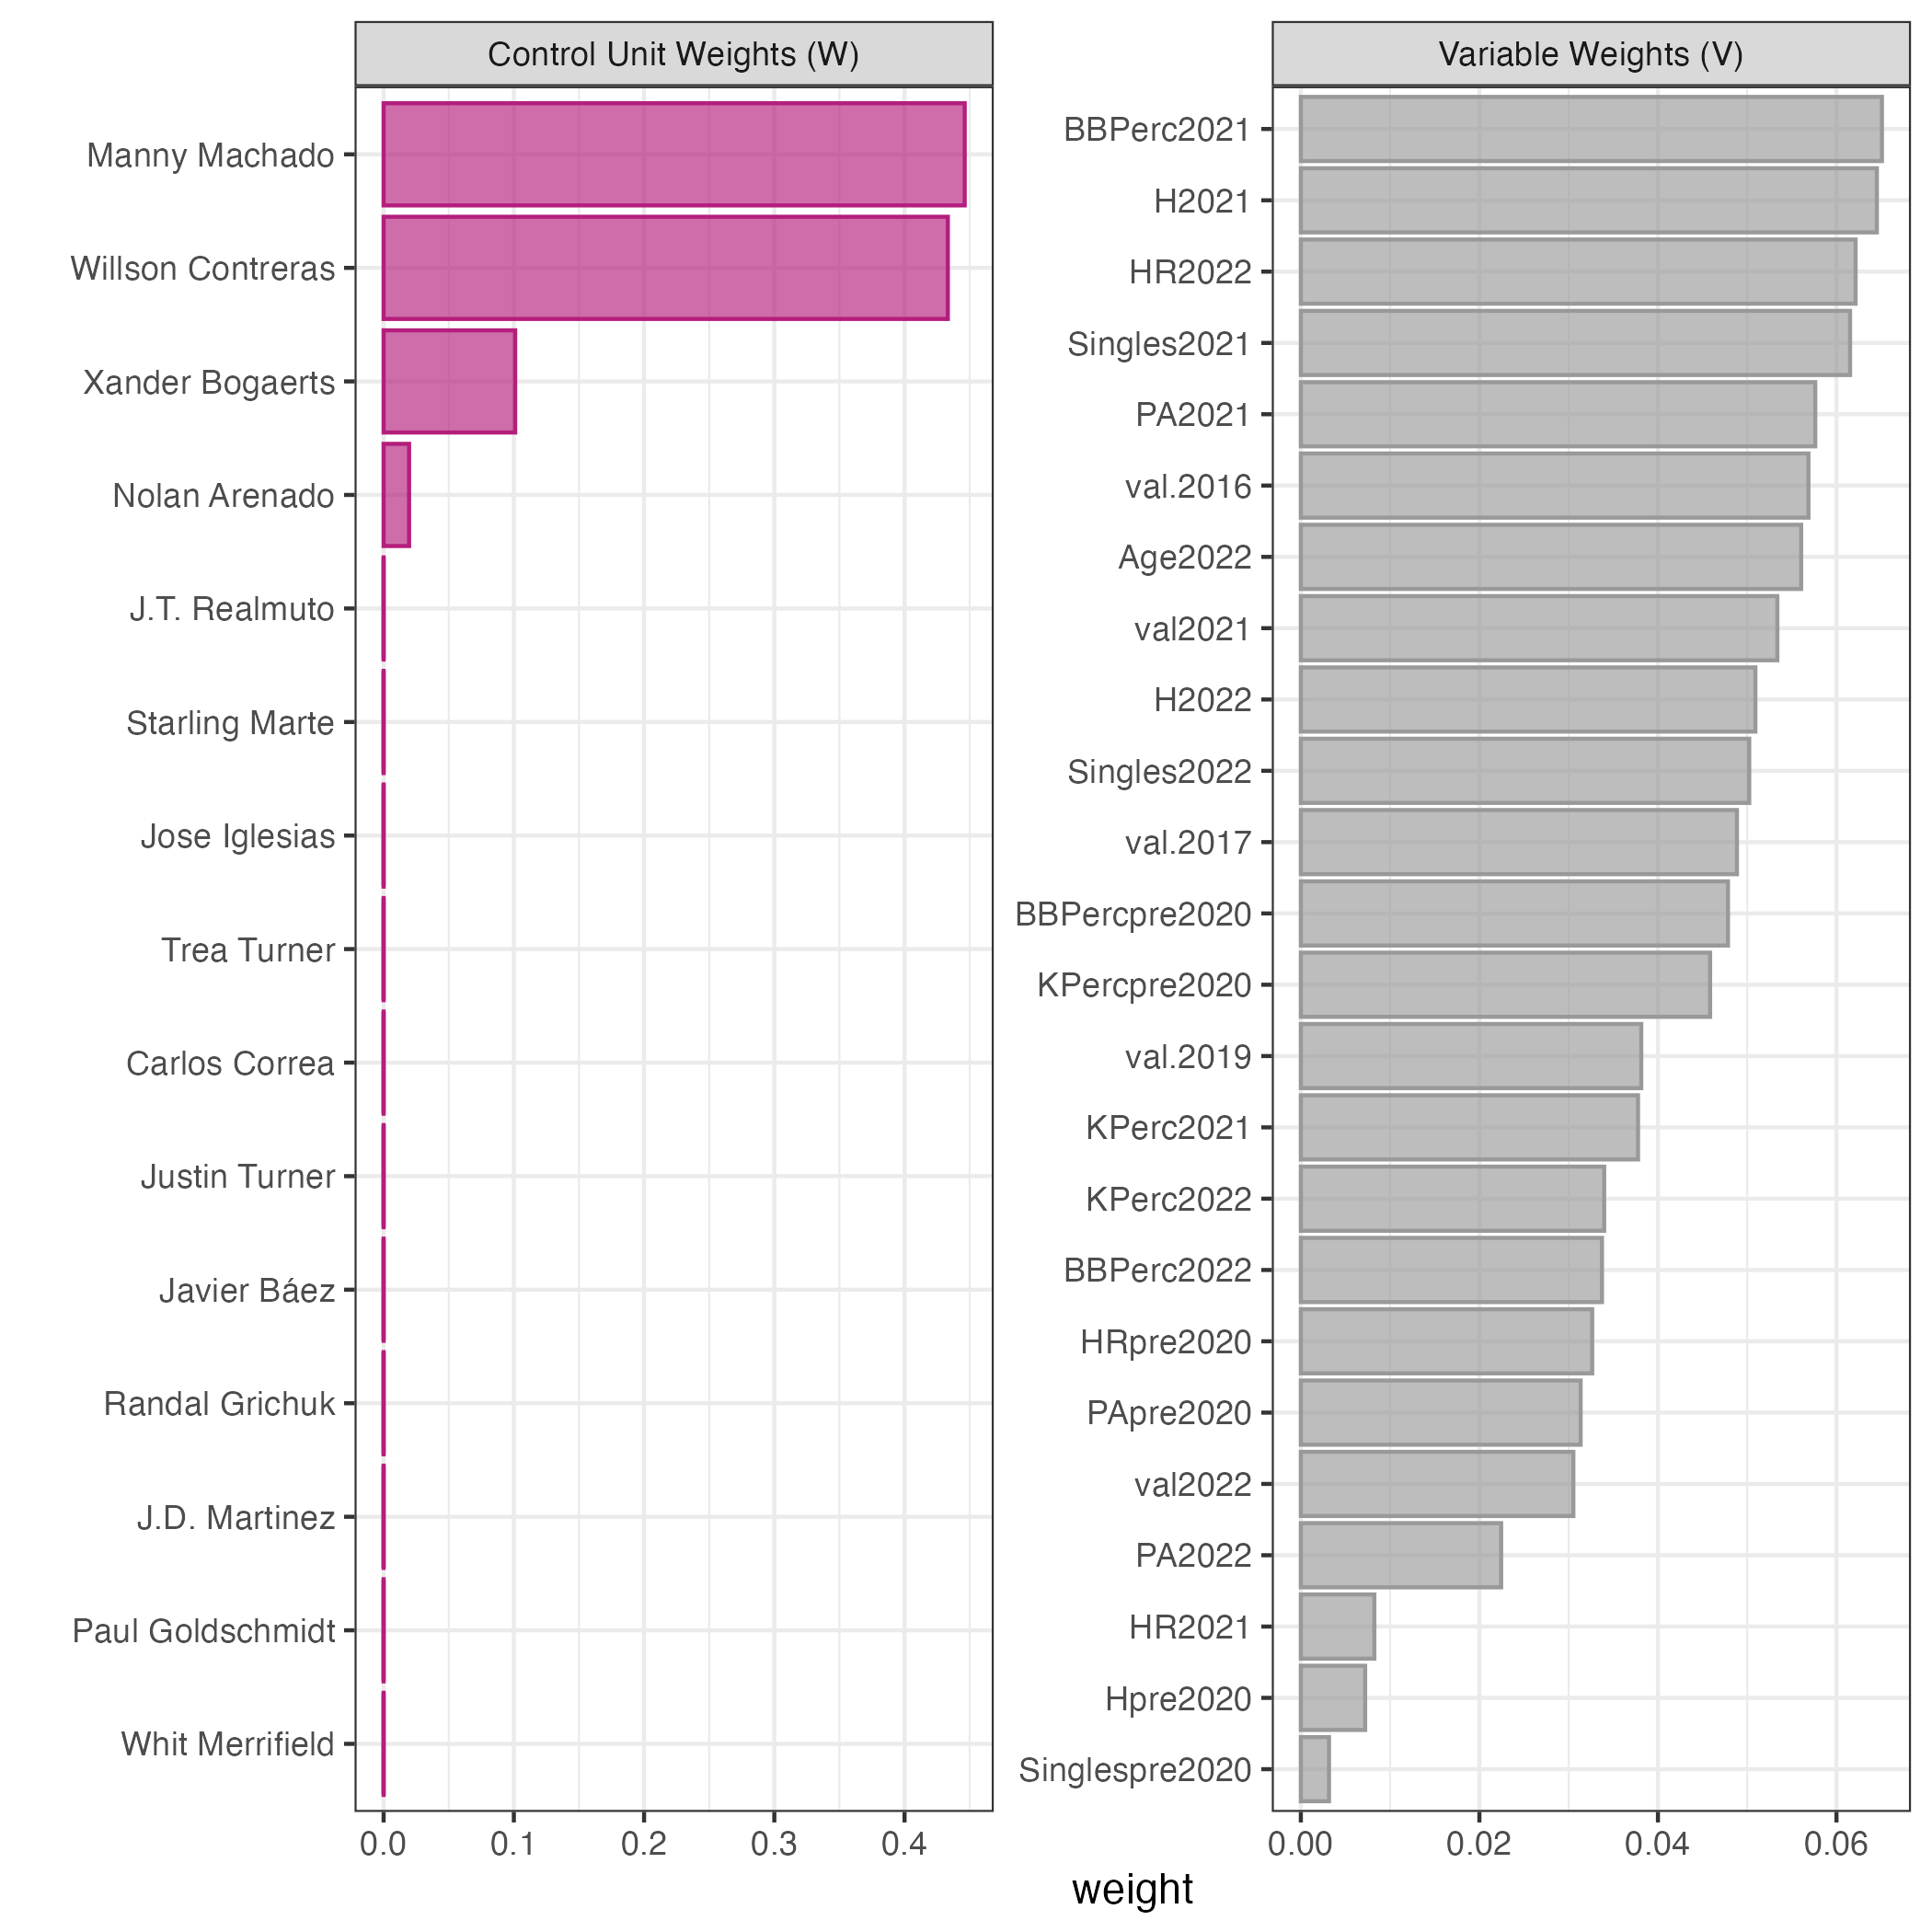 Control Unit Weights (W)
Manny Machado
Willson Contreras
Xander Bogaerts
Nolan Arenado
J.T. Realmuto
Starling Marte
Jose Iglesias
Trea Turner
Carlos Correa
Justin Turner
Javier Báez
Randal Grichuk
J.D. Martinez
Paul Goldschmidt
Whit Merrifield
0.0 0.1 0.2 0.3 0.4
Variable Weights (V)
BBPerc2021
H2021
HR2022
Singles2021
PA2021
val.2016
Age2022
val2021
H2022
Singles2022
val.2017
BBPercpre2020
KPercpre2020
val.2019
KPerc2021
KPerc2022
BBPerc2022
HRpre2020
PApre2020
val2022
PA2022
HR2021
Hpre2020
Singlespre2020
0.00 0.02 0.04 0.06
weight